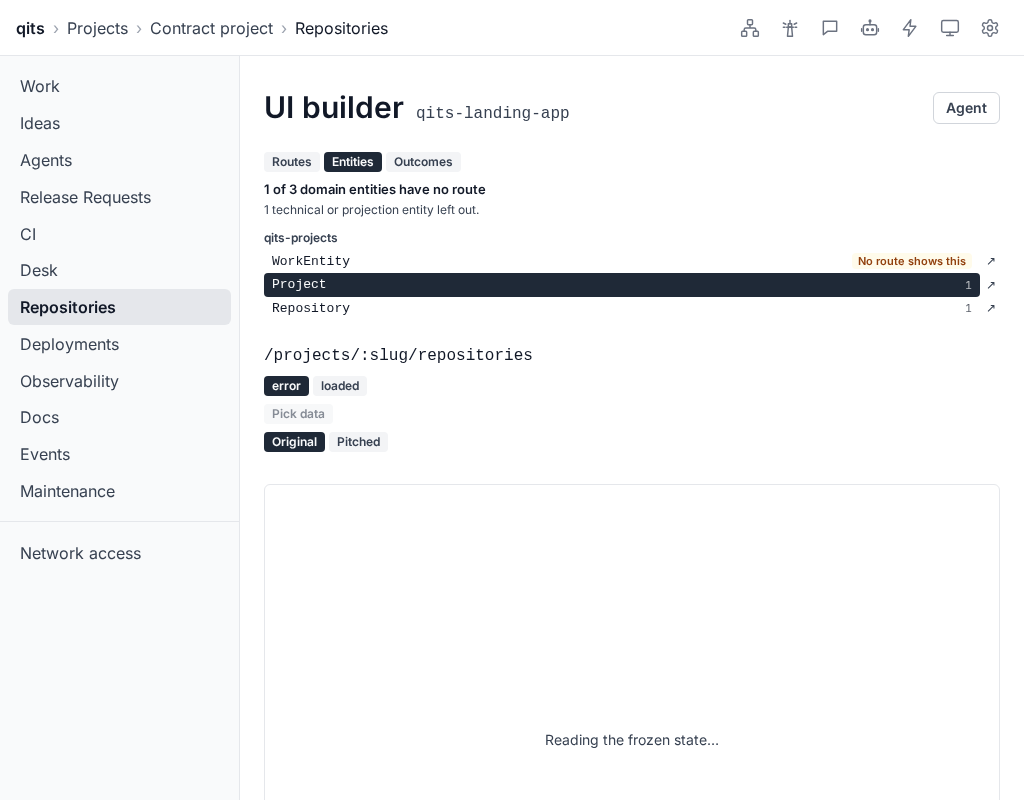 qits › Projects › Contract project › Repositories
Work
Ideas
Agents
Release Requests
CI
Desk
Repositories
Deployments
Observability
Docs
Events
Maintenance
Network access
UI builder qits-landing-app
Agent
Routes Entities Outcomes
1 of 3 domain entities have no route
1 technical or projection entity left out.
qits-projects
WorkEntity No route shows this ↗
Project 1 ↗
Repository 1 ↗
/projects/:slug/repositories
error loaded
Pick data
Original Pitched
Reading the frozen state...